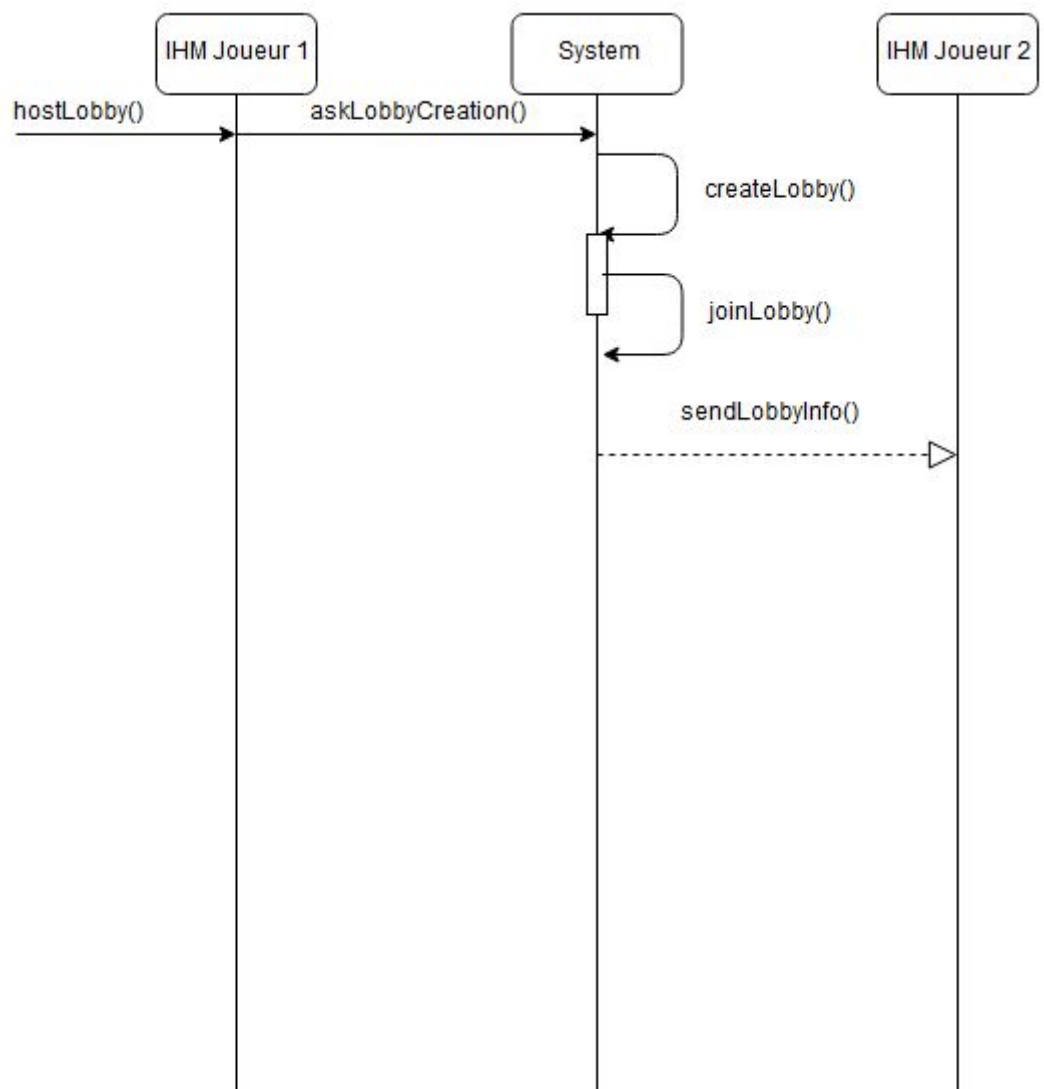 IHM Joueur 1
System
IHM Joueur 2
hostLobby()
askLobbyCreation()
createLobby()
joinLobby()
sendLobbyInfo()